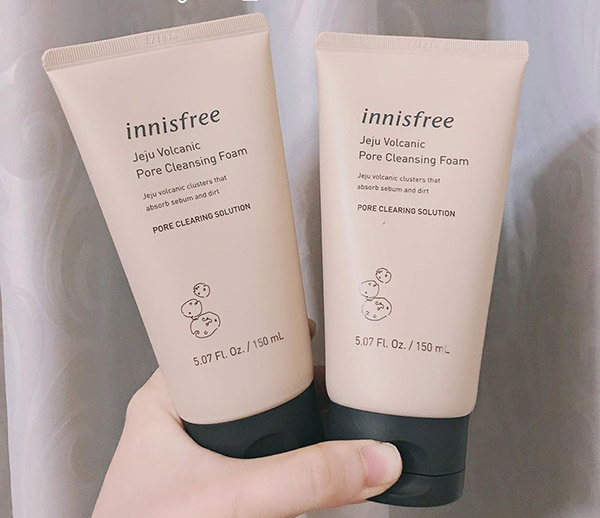 innisfree
Jeju Volcanic
Pore Cleansing Foam
Jeju volcanic clusters that
absorb sebum and dirt
PORE CLEARING SOLUTION
5.07 Fl. Oz. / 150 mL
innisfree
Jeju Volcanic
Pore Cleansing Foam
Jeju volcanic clusters that
absorb sebum and dirt
PORE CLEARING SOLUTION
5.07 Fl. Oz. / 150 mL